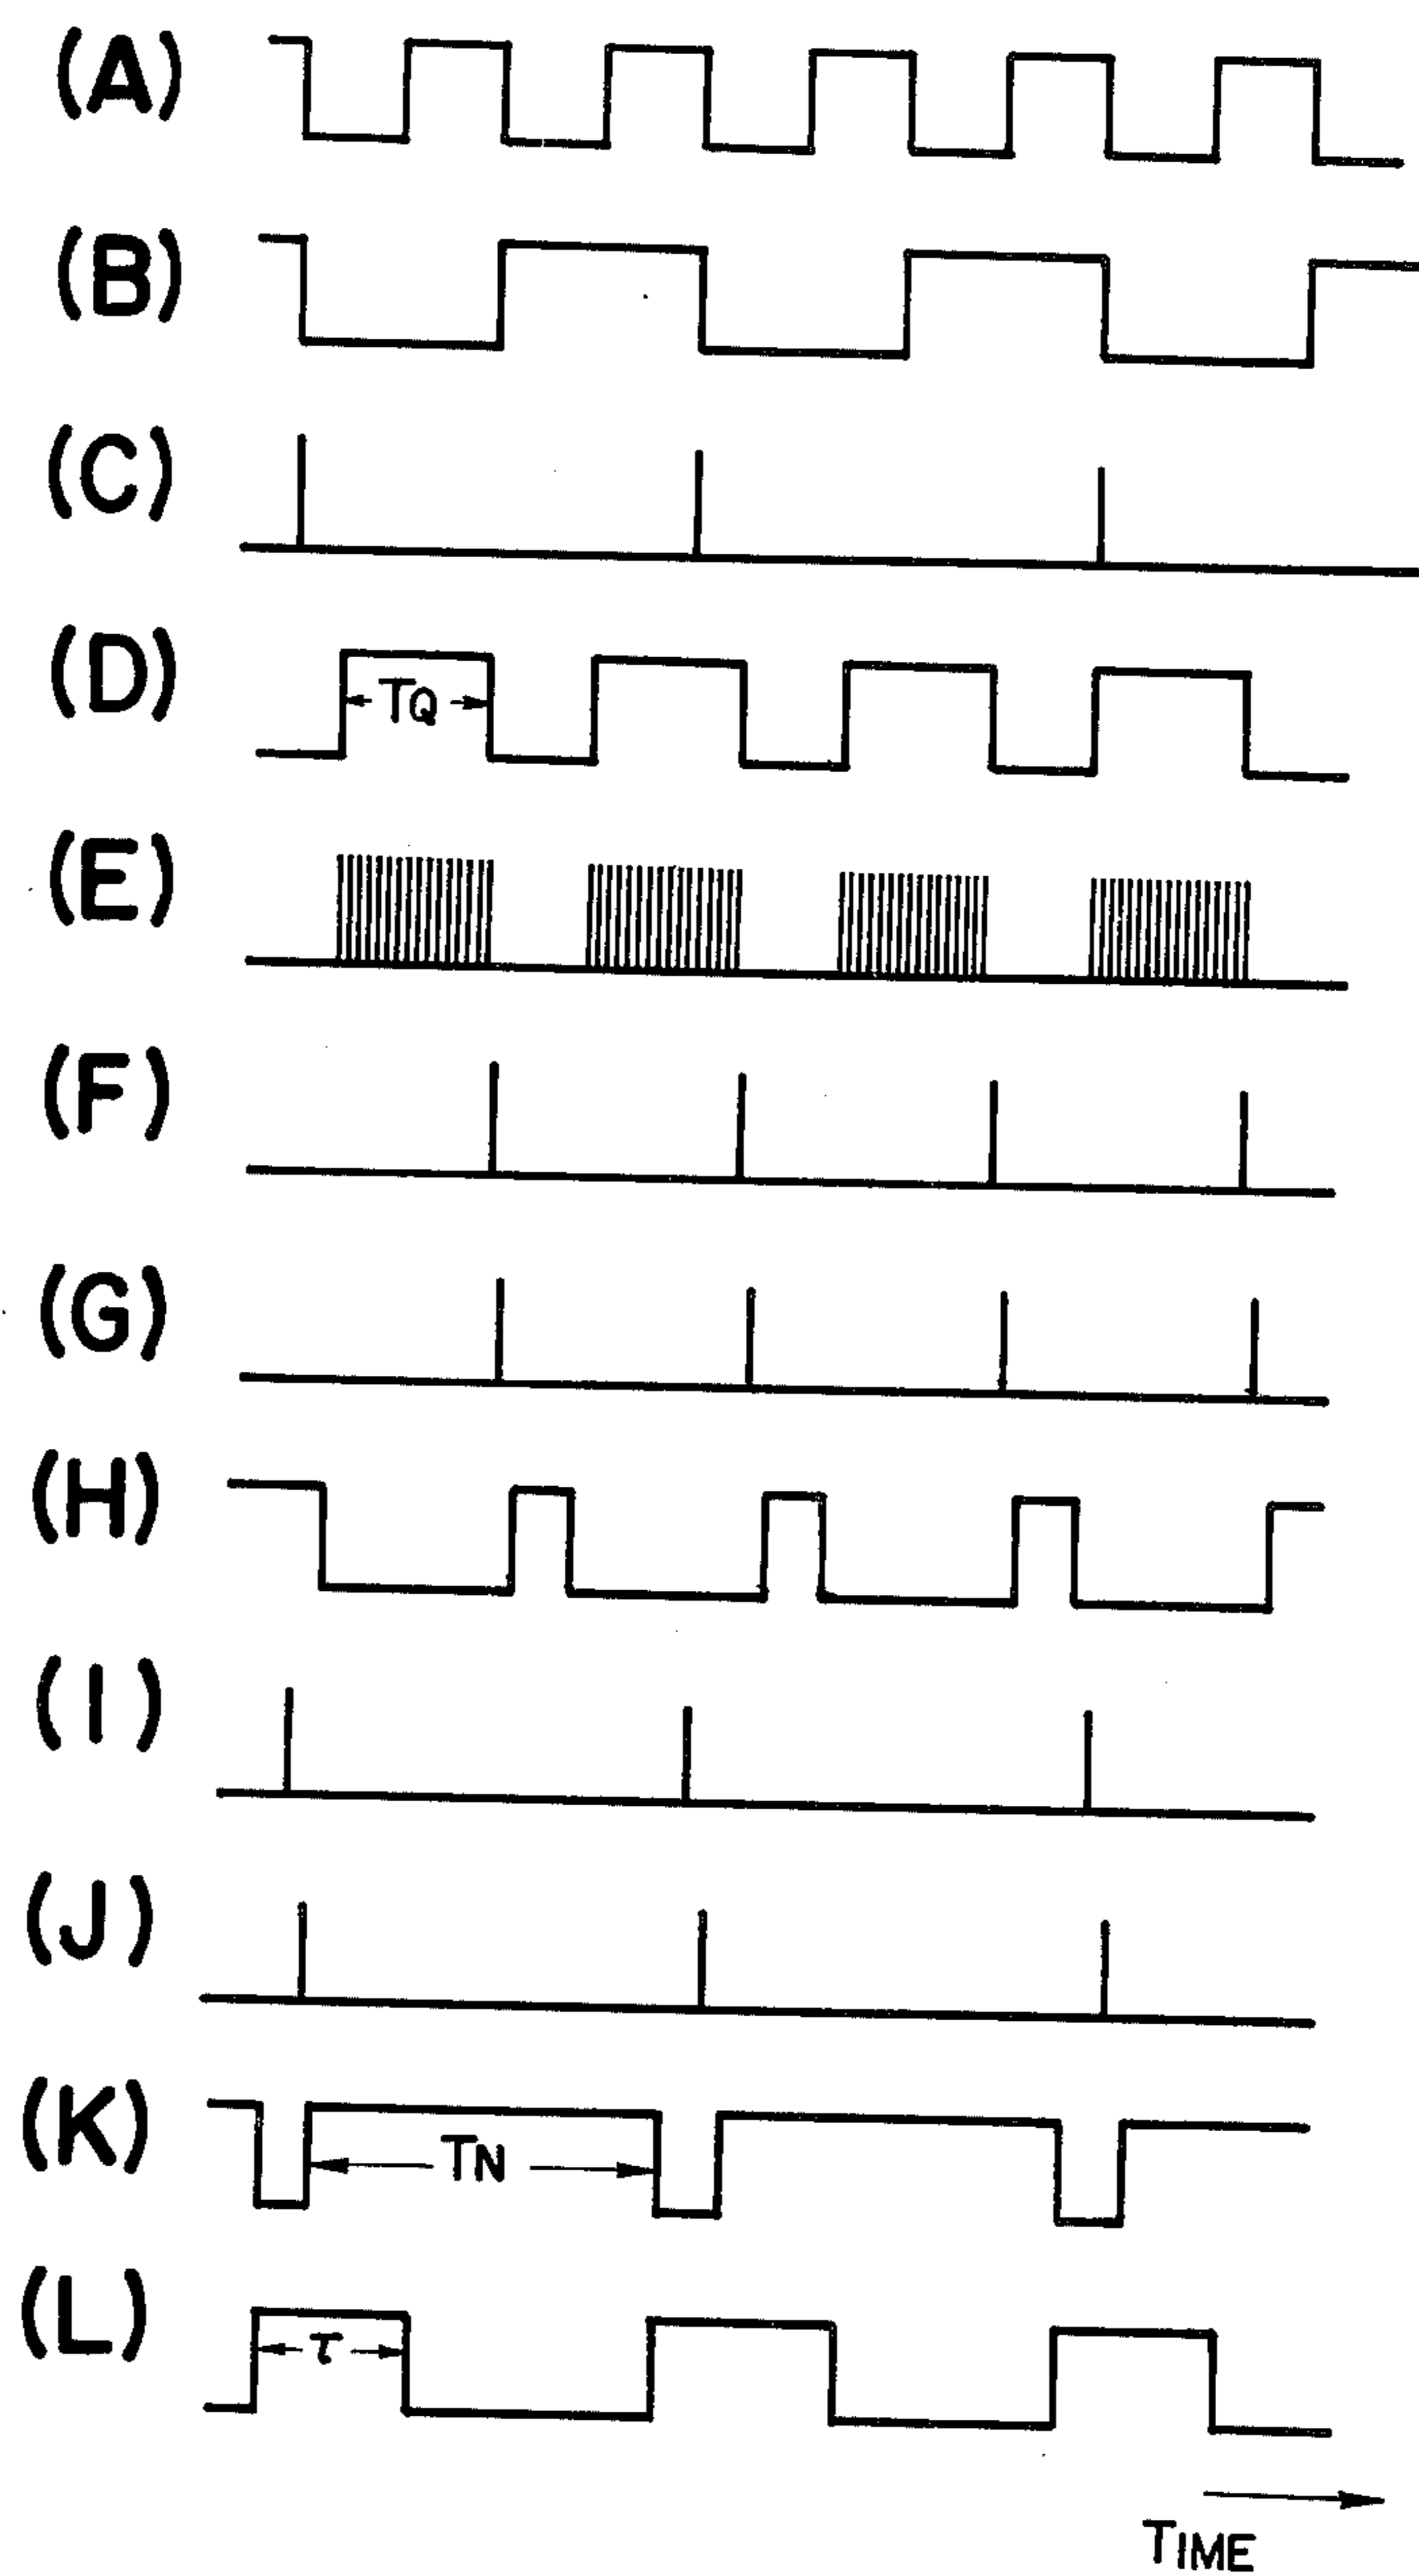 (A)
(B)
(C)
(D)
TQ
(E)
(F)
(G)
(H)
(I)
(J)
(K)
TN
(L)
τ
TIME